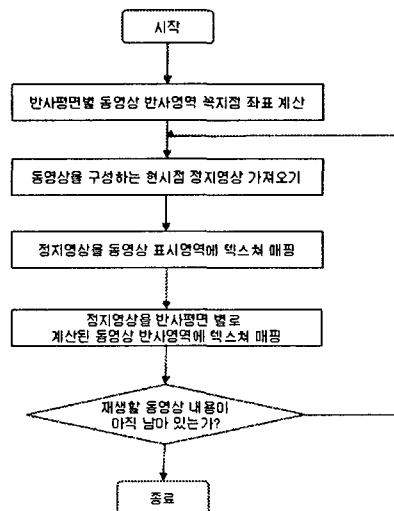 시작
반사평면별 동영상 반사영역 꼭지점 좌표 계산
동영상을 구성하는 현시점 정지영상 가져오기
정지영상을 동영상 표시영역에 텍스쳐 매핑
정지영상을 반사평면 별로
계산된 동영상 반사영역에 텍스쳐 매핑
재생할 동영상 내용이
아직 남아 있는가?
종료